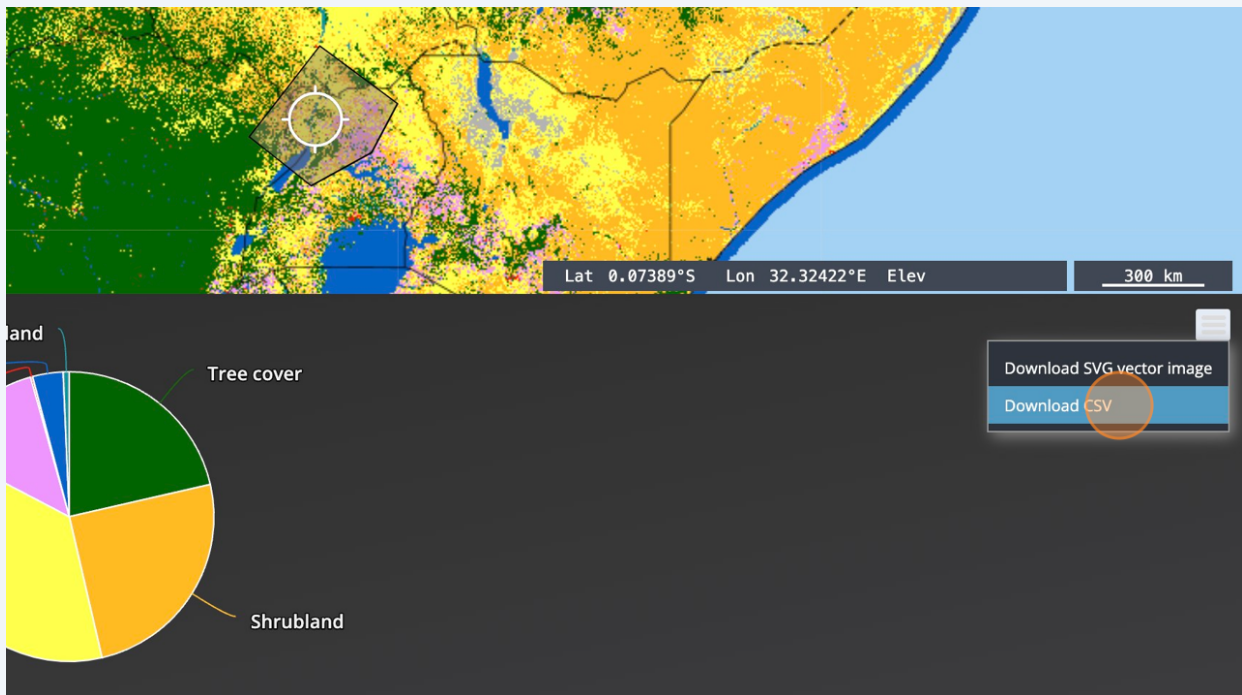 Lat 0.07389°S Lon 32.32422°E Elev
300 km
land
Tree cover
Download SVG vector image
Download CSV
Shrubland